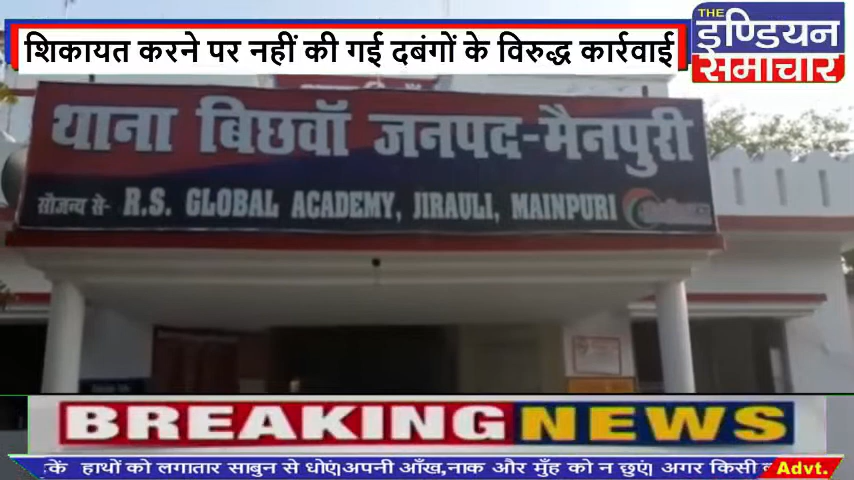 THE
इण्डियन
समाचार
शिकायत करने पर नहीं की गई दबंगों के विरुद्ध कार्रवाई
थाना बिछवाॅ जनपद-मैनपुरी
सौजन्य से- R.S. GLOBAL ACADEMY, JIRAULI, MAINPURI
BREAKING NEWS
हाथों को लगातार साबुन से धोएं|अपनी आँख,नाक और मुँह को न छुएं| अगर किसी
Advt.